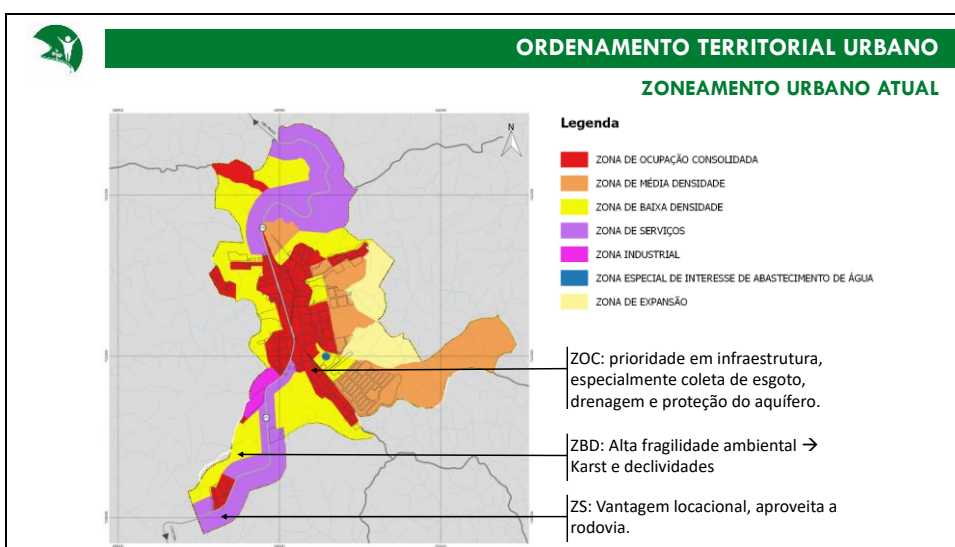 ORDENAMENTO TERRITORIAL URBANO
ZONEAMENTO URBANO ATUAL
N
Legenda
ZONA DE OCUPAÇÃO CONSOLIDADA
ZONA DE MÉDIA DENSIDADE
ZONA DE BAIXA DENSIDADE
ZONA DE SERVIÇOS
ZONA INDUSTRIAL
ZONA ESPECIAL DE INTERESSE DE ABASTECIMENTO DE ÁGUA
ZONA DE EXPANSÃO
ZOC: prioridade em infraestrutura,
especialmente coleta de esgoto,
drenagem e proteção do aquífero.
ZBD: Alta fragilidade ambiental →
Karst e declividades
ZS: Vantagem locacional, aproveita a
rodovia.